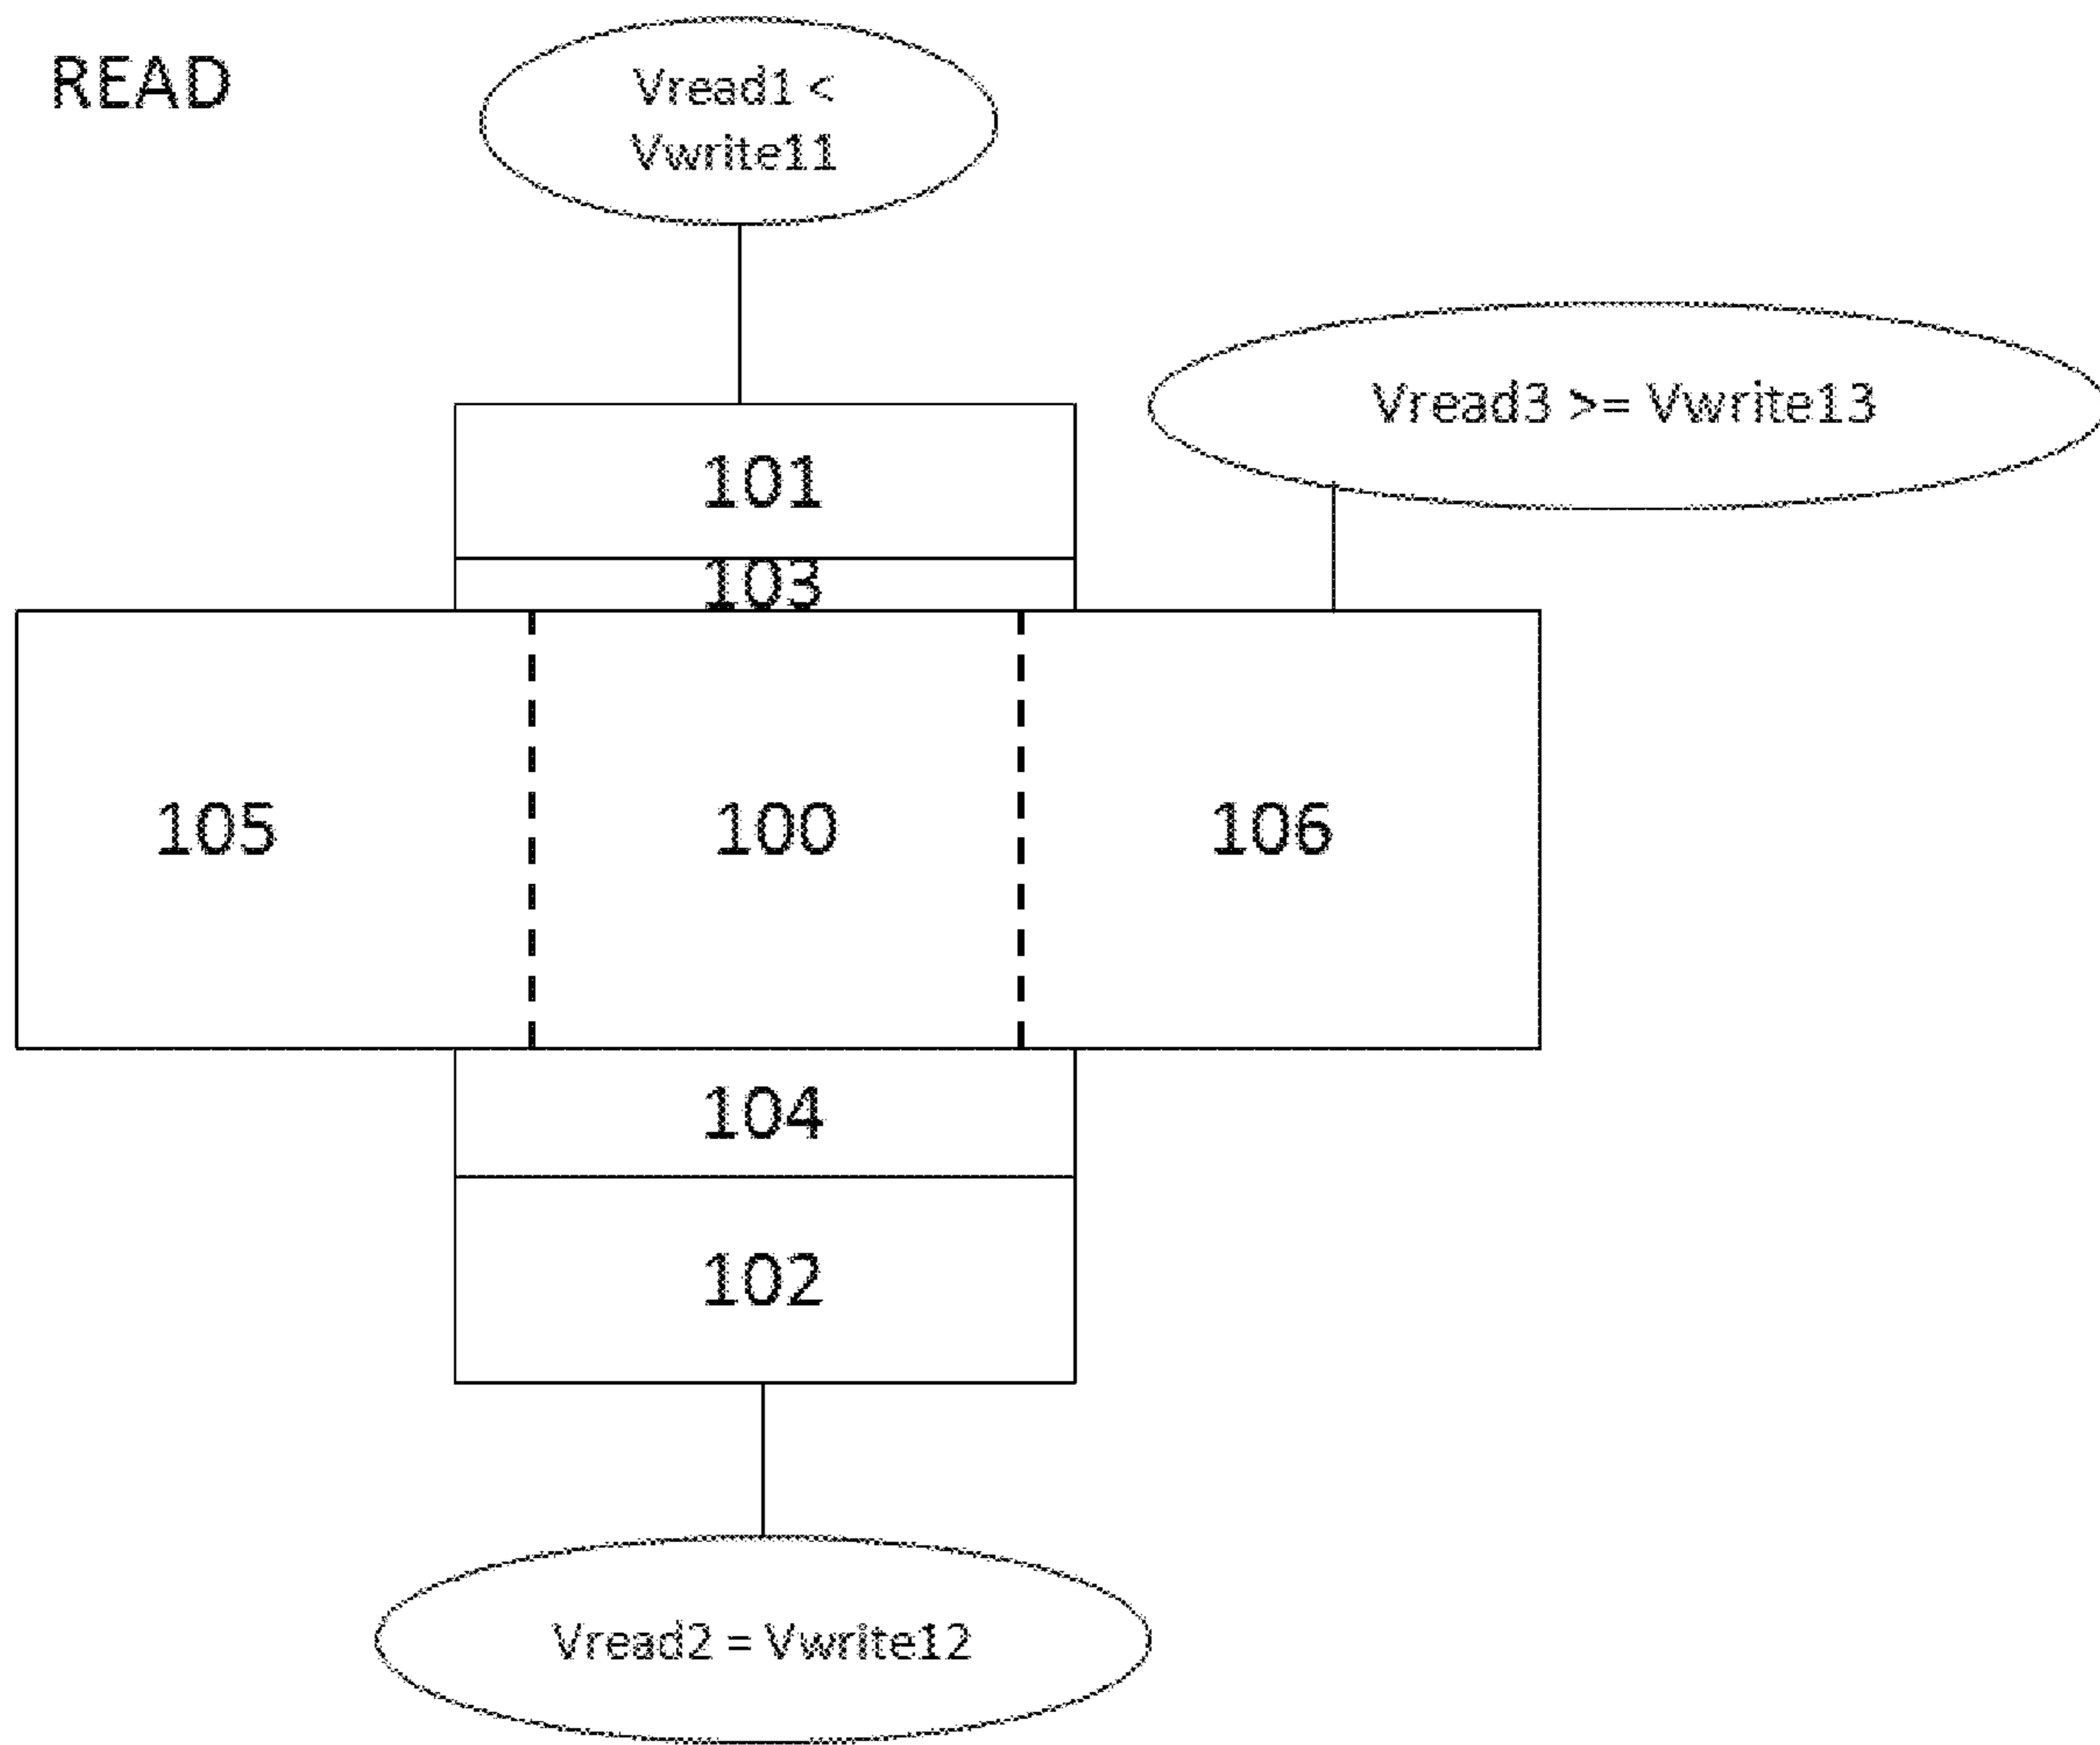 READ
Vread1 <
Vwrite11
Vread3 >= Vwrite13
101
103
105
100
106
104
102
Vread2 = Vwrite12